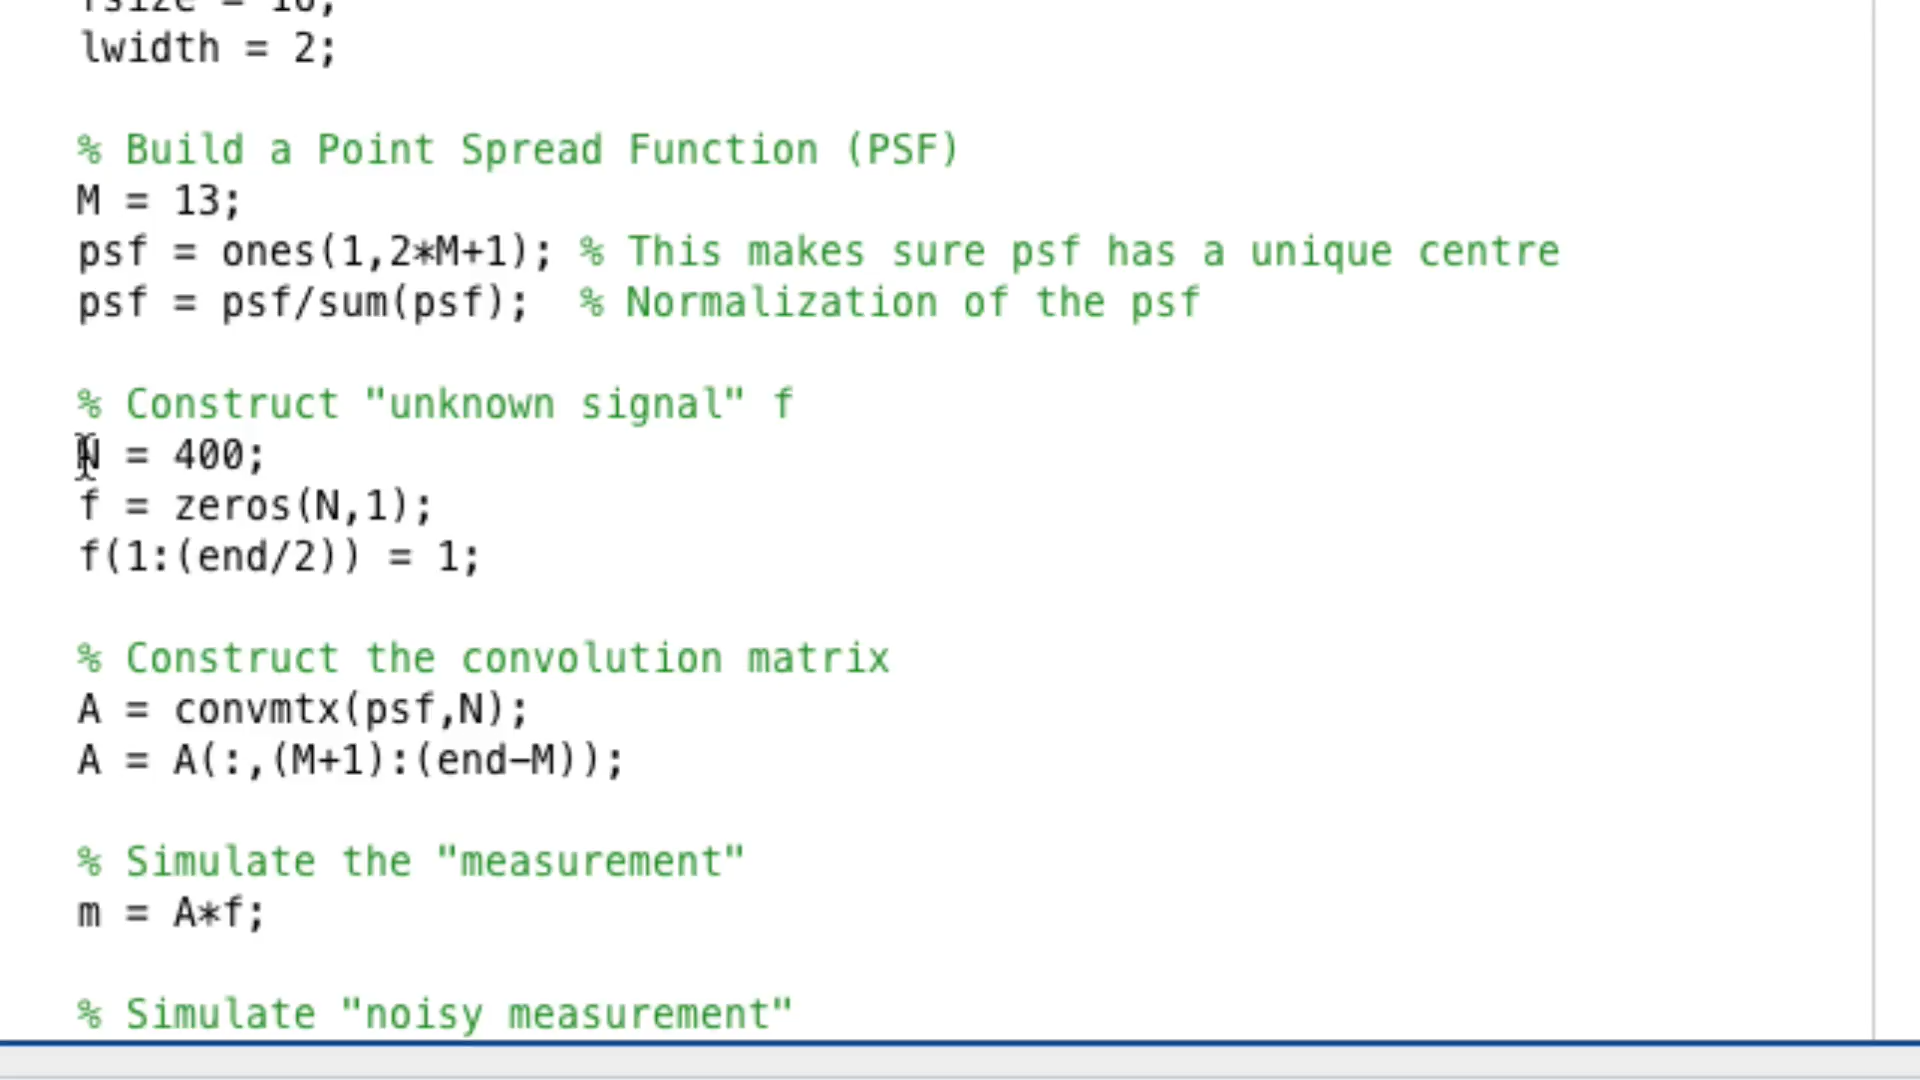 fsize = 16;
lwidth = 2;
% Build a Point Spread Function (PSF)
M = 13;
psf = ones(1,2*M+1); % This makes sure psf has a unique centre
psf = psf/sum(psf);  % Normalization of the psf
% Construct "unknown signal" f
N = 400;
f = zeros(N,1);
f(1:(end/2)) = 1;
% Construct the convolution matrix
A = convmtx(psf,N);
A = A(:,(M+1):(end-M));
% Simulate the "measurement"
m = A*f;
% Simulate "noisy measurement"